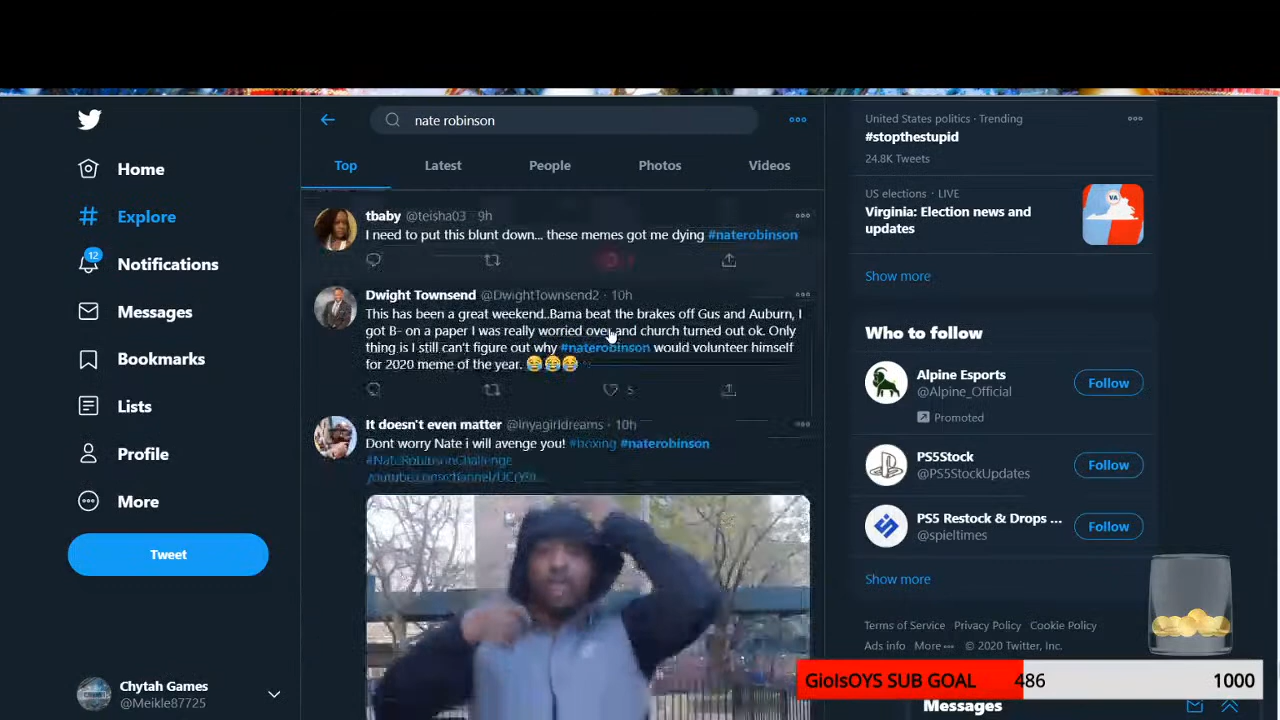 nate robinson
Home
Explore
12
Notifications
Messages
Bookmarks
Lists
Profile
More
Tweet
Chytah Games
@Meikle87725
Top
Latest
People
Photos
Videos
tbaby @teisha03 9h
I need to put this blunt down... these memes got me dying #naterobinson
Dwight Townsend @DwightTownsend2 · 10h
This has been a great weekend..Bama beat the brakes off Gus and Auburn, I
got B- on a paper I was really worried over and church turned out ok. Only
thing is I still can't figure out why #naterobinson would volunteer himself
for 2020 meme of the year. 😂😂😂
5
It doesn't even matter @inyagirldreams · 10h
Dont worry Nate i will avenge you! #boxing #naterobinson
#NateRobinsonChallenge
United States politics · Trending
#stopthestupid
24.8K Tweets
US elections · LIVE
Virginia: Election news and
updates
VA
Show more
Who to follow
Alpine Esports
@Alpine_Official
Promoted
Follow
PS5Stock
@PS5StockUpdates
Follow
PS5 Restock & Drops ...
@spieltimes
Follow
Show more
Terms of Service Privacy Policy Cookie Policy
Ads info More ··· © 2020 Twitter, Inc.
GioIsOYS SUB GOAL 486 1000
Messages